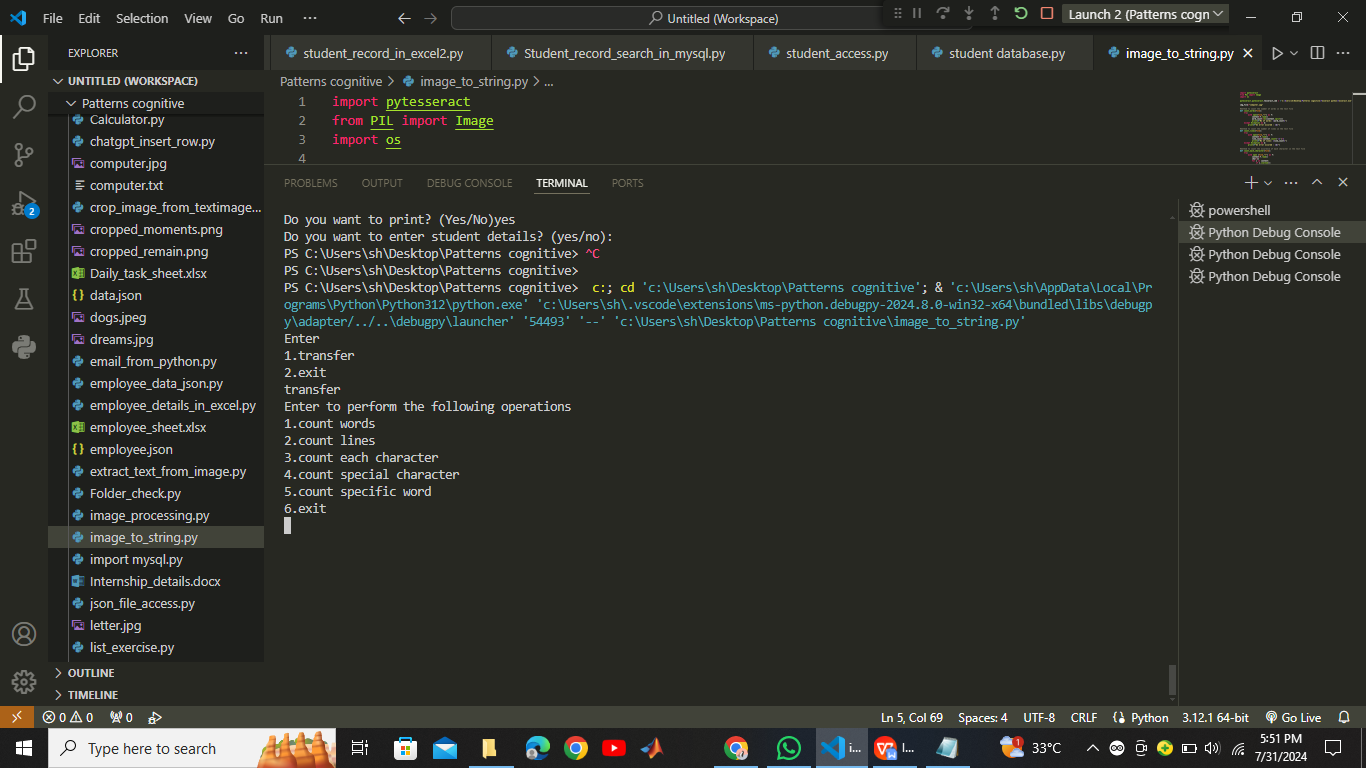 File Edit Selection View Go Run ··· Untitled (Workspace) Launch 2 (Patterns cogn
EXPLORER ···
student_record_in_excel2.py Student_record_search_in_mysql.py student_access.py student database.py image_to_string.py
UNTITLED (WORKSPACE)
Patterns cognitive > image_to_string.py > ...
Patterns cognitive
Calculator.py
chatgpt_insert_row.py
computer.jpg
computer.txt
crop_image_from_textimage...
cropped_moments.png
cropped_remain.png
Daily_task_sheet.xlsx
data.json
dogs.jpeg
dreams.jpg
email_from_python.py
employee_data_json.py
employee_details_in_excel.py
employee_sheet.xlsx
employee.json
extract_text_from_image.py
Folder_check.py
image_processing.py
image_to_string.py
import mysql.py
Internship_details.docx
json_file_access.py
letter.jpg
list_exercise.py
OUTLINE
TIMELINE
2
1 import pytesseract
2 from PIL import Image
3 import os
4
PROBLEMS OUTPUT DEBUG CONSOLE TERMINAL PORTS
Do you want to print? (Yes/No)yes
Do you want to enter student details? (yes/no):
PS C:\Users\sh\Desktop\Patterns cognitive> ^C
PS C:\Users\sh\Desktop\Patterns cognitive>
PS C:\Users\sh\Desktop\Patterns cognitive> c:; cd 'c:\Users\sh\Desktop\Patterns cognitive'; & 'c:\Users\sh\AppData\Local\Pr
ograms\Python\Python312\python.exe' 'c:\Users\sh\.vscode\extensions\ms-python.debugpy-2024.8.0-win32-x64\bundled\libs\debugp
y\adapter/../..\debugpy\launcher' '54493' '--' 'c:\Users\sh\Desktop\Patterns cognitive\image_to_string.py'
Enter
1.transfer
2.exit
transfer
Enter to perform the following operations
1.count words
2.count lines
3.count each character
4.count special character
5.count specific word
6.exit
powershell
Python Debug Console
Python Debug Console
Python Debug Console
0 0 0 Ln 5, Col 69 Spaces: 4 UTF-8 CRLF Python 3.12.1 64-bit Go Live
Type here to search i... I... 33°C 5:51 PM
7/31/2024